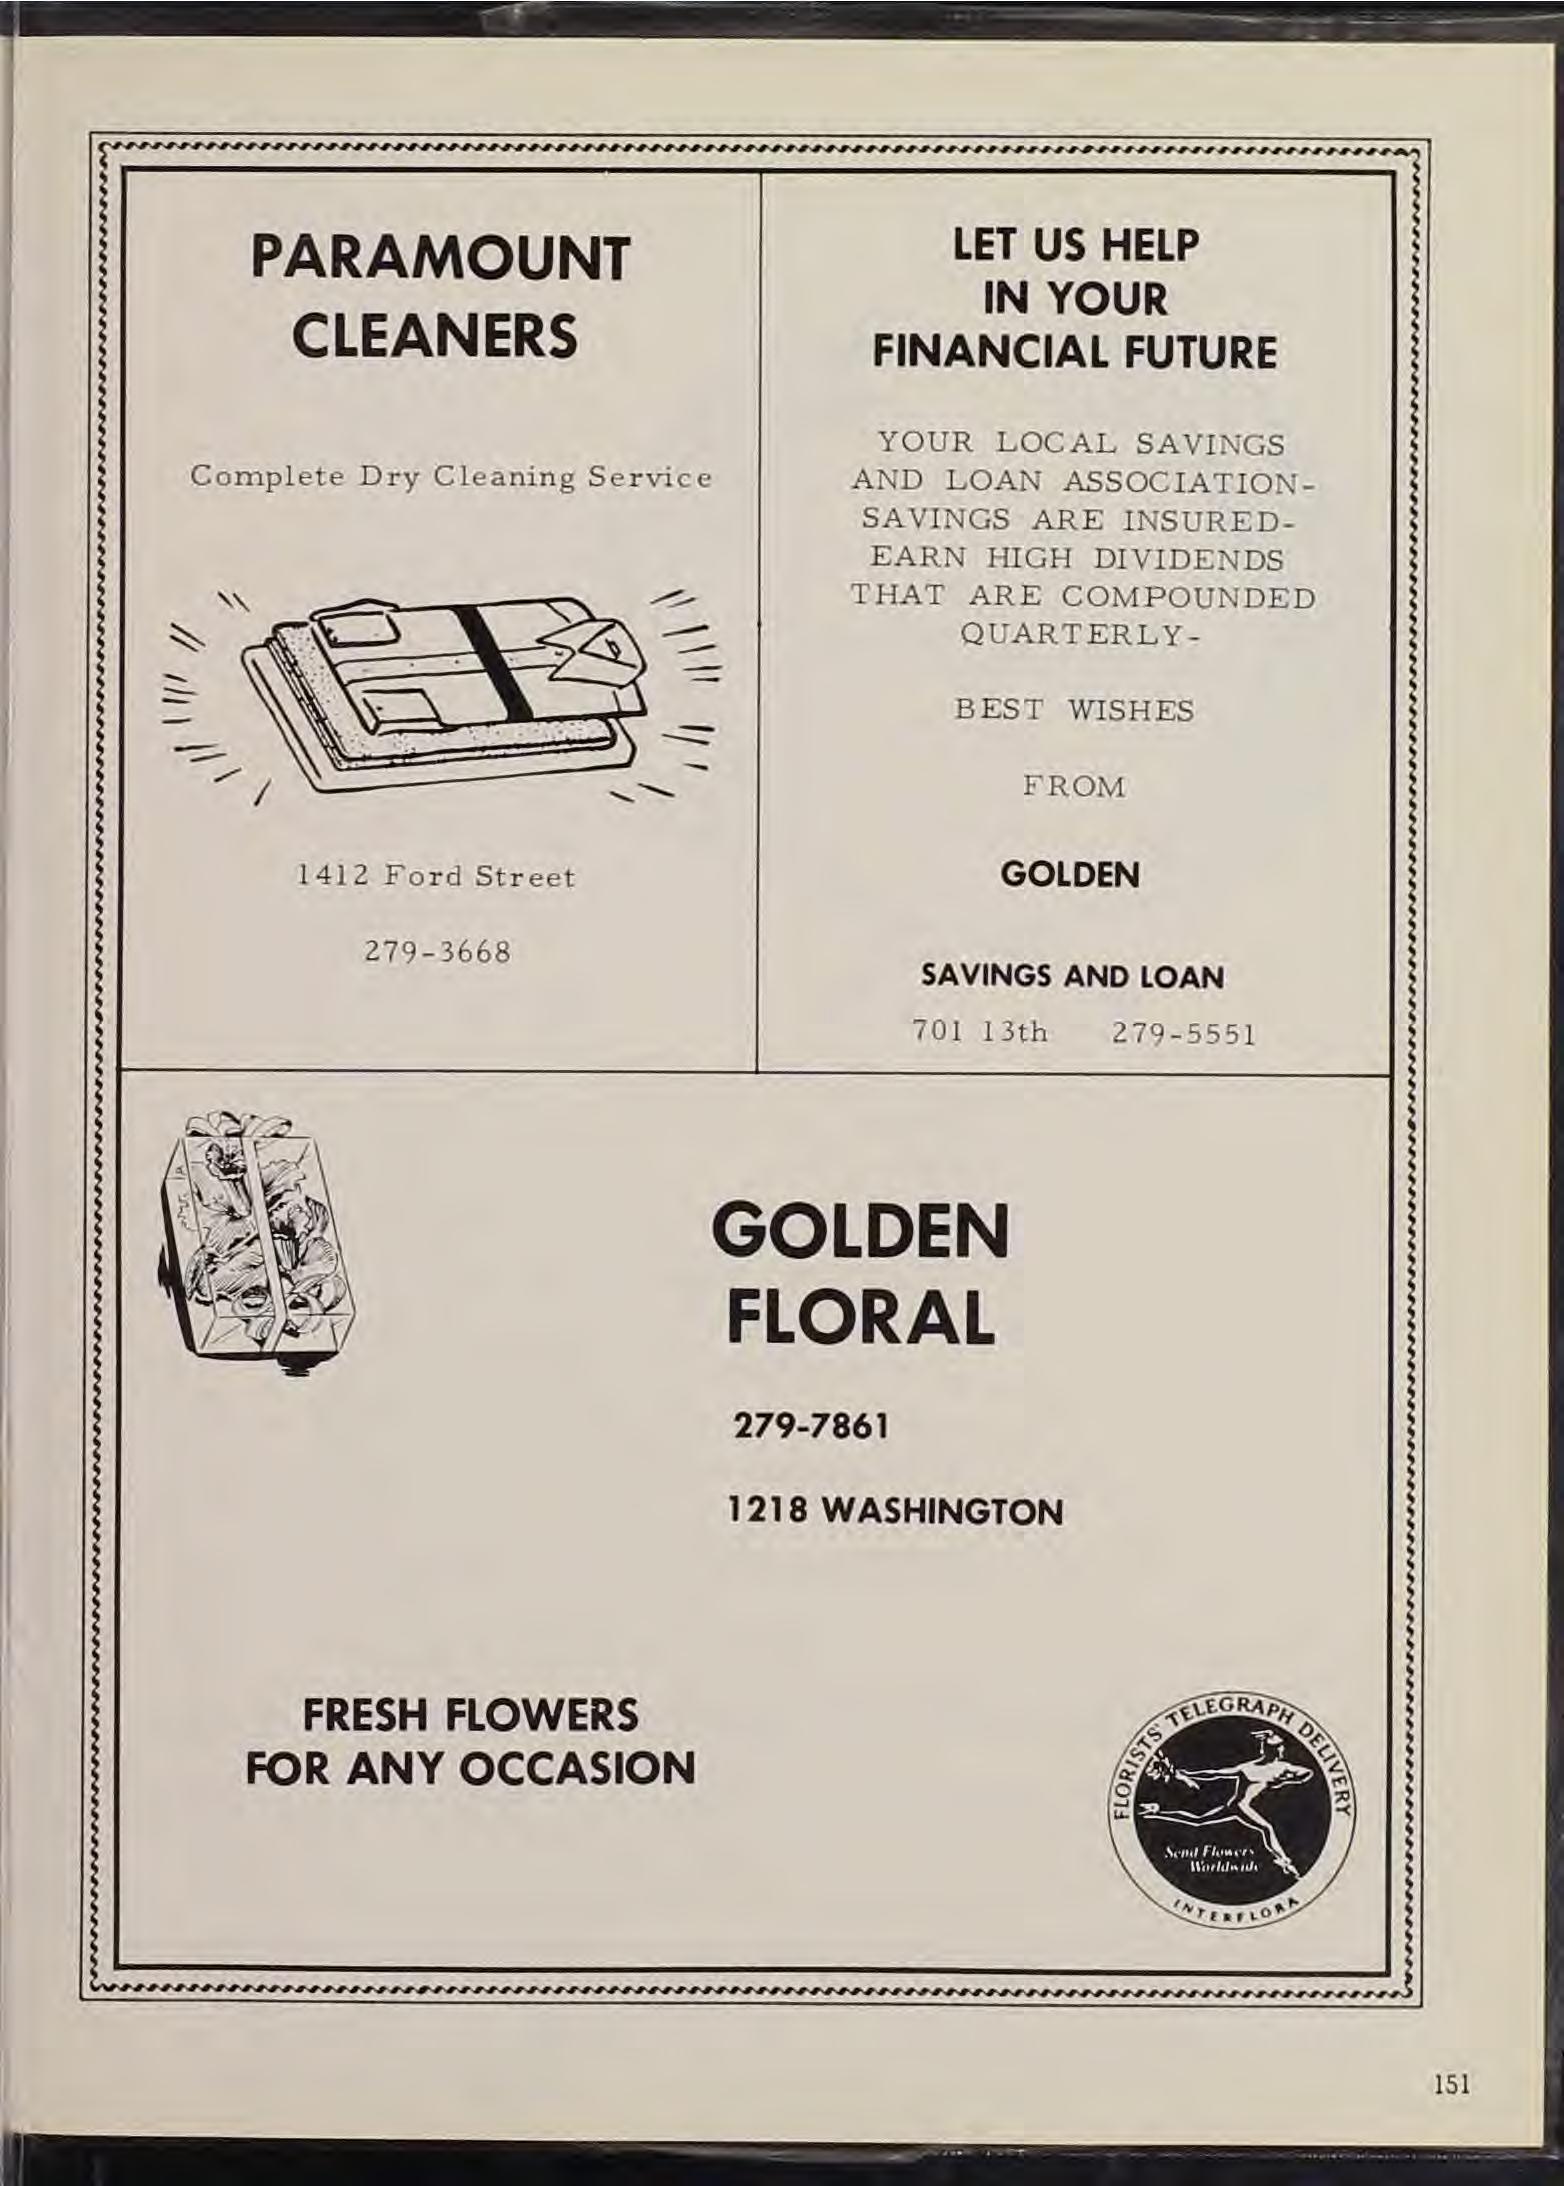 PARAMOUNT
CLEANERS
Complete Dry Cleaning Service
1412 Ford Street
279-3668
LET US HELP
IN YOUR
FINANCIAL FUTURE
YOUR LOCAL SAVINGS
AND LOAN ASSOCIATION-
SAVINGS ARE INSURED-
EARN HIGH DIVIDENDS
THAT ARE COMPOUNDED
QUARTERLY-
BEST WISHES
FROM
GOLDEN
SAVINGS AND LOAN
701 13th 279-5551
GOLDEN
FLORAL
279-7861
1218 WASHINGTON
FRESH FLOWERS
FOR ANY OCCASION
FLORISTS' TELEGRAPH DELIVERY
Send Flowers
Worldwide
INTERFLORA
151